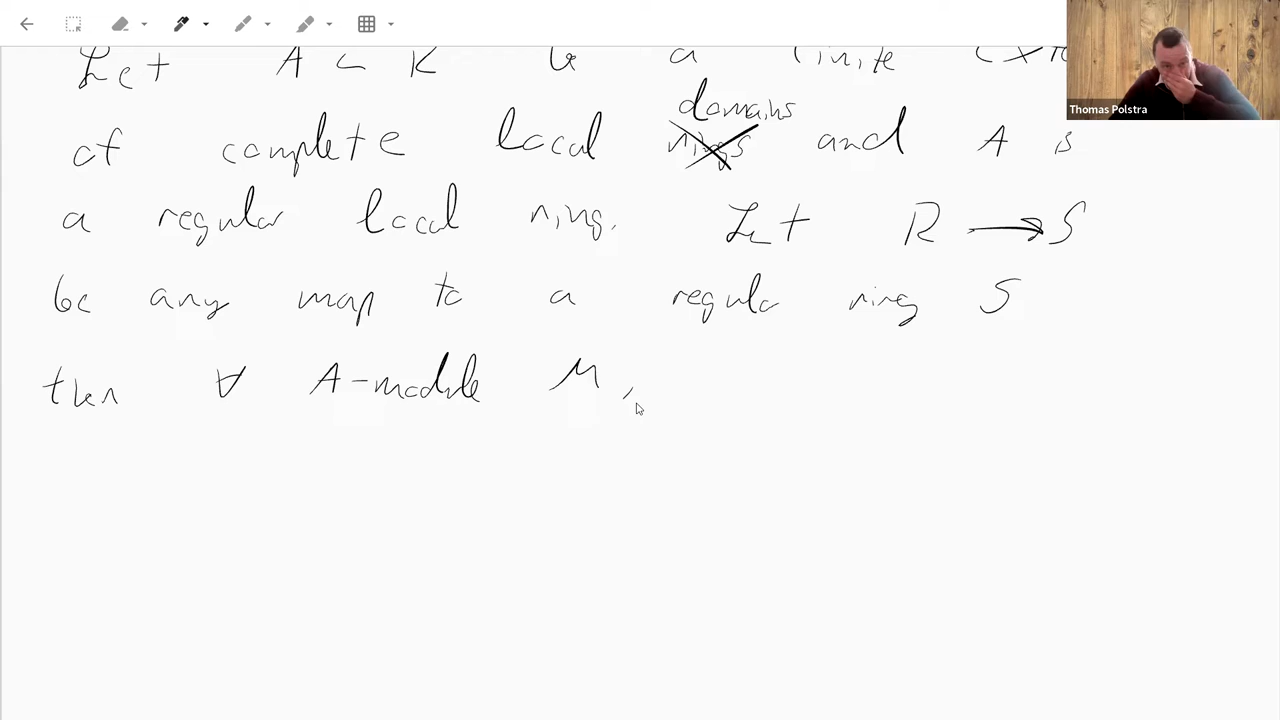 Let A ⊂ R be a finite
of complete local domains
rings and A is
a regular local ring. Let R → S
be any map to a regular ring S
then ∀ A-module M,
Thomas Polstra